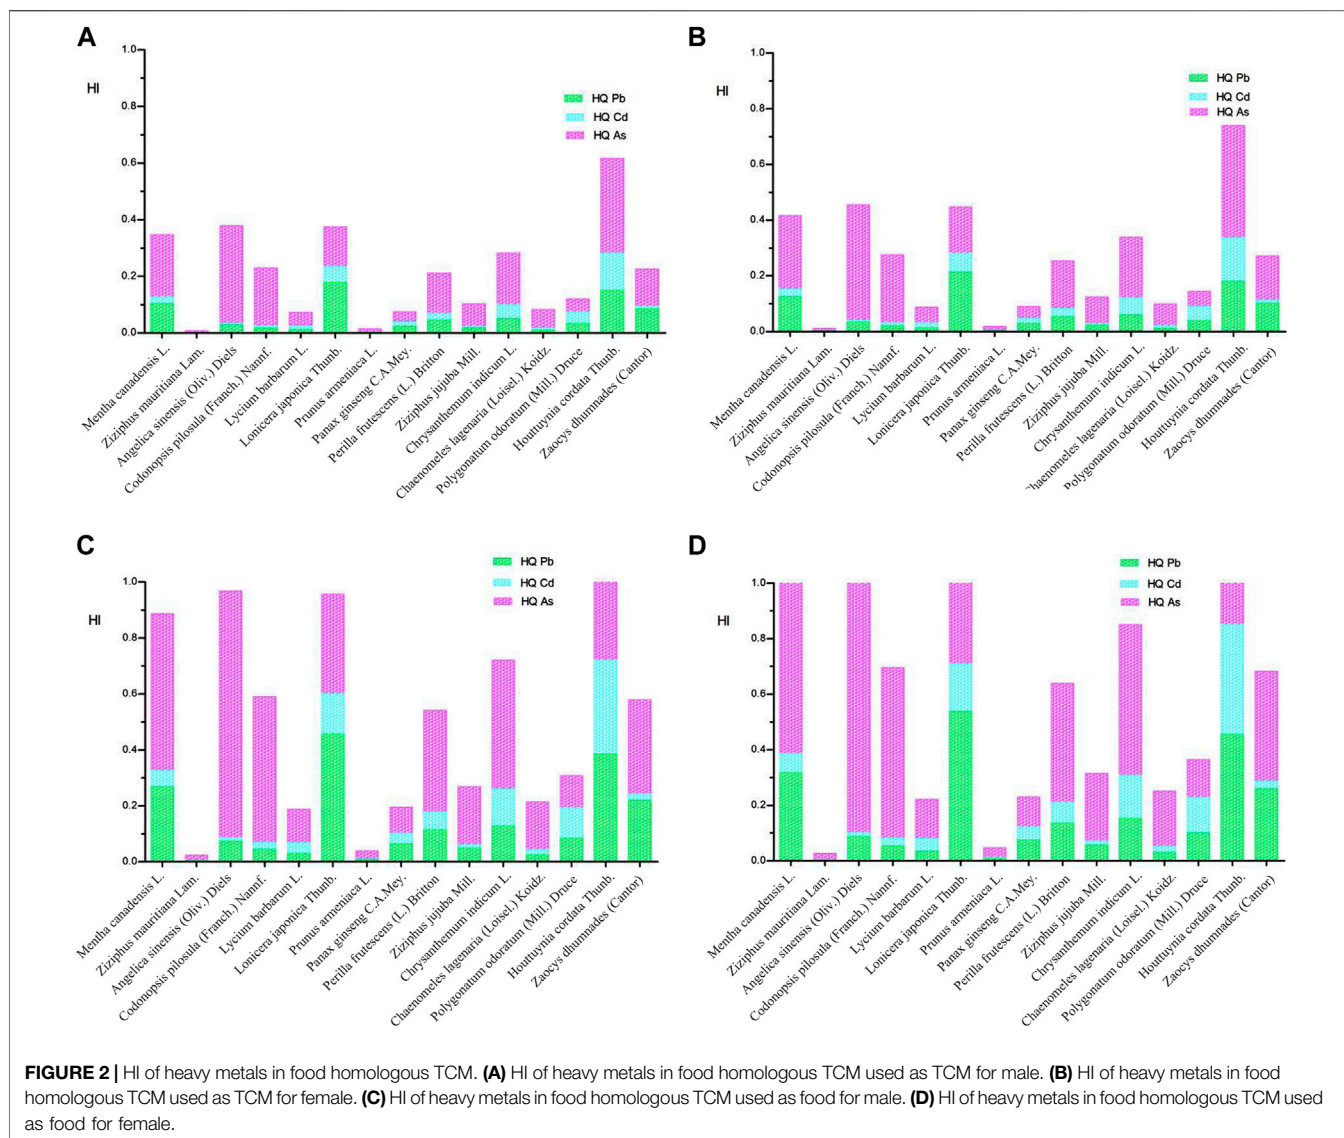 A
1.0
HI
0.8
0.6
0.4
0.2
0.0
HQ Pb
HQ Cd
HQ As
Mentha canadensis L.
Ziziphus mauritiana Lam.
Angelica sinensis (Oliv.) Diels
Codonopsis pilosula (Franch.) Nannf.
Lycium barbarum L.
Lonicera japonica Thunb.
Prunus armeniaca L.
Panax ginseng C.A.Mey.
Perilla frutescens (L.) Britton
Ziziphus jujuba Mill.
Chrysanthemum indicum L.
Chaenomeles lagenaria (Loisel.) Koidz.
Polygonatum odoratum (Mill.) Druce
Houttuynia cordata Thunb.
Zaocys dhumnades (Cantor)
B
1.0
HI
0.8
0.6
0.4
0.2
0.0
HQ Pb
HQ Cd
HQ As
Mentha canadensis L.
Ziziphus mauritiana Lam.
Angelica sinensis (Oliv.) Diels
Codonopsis pilosula (Franch.) Nannf.
Lycium barbarum L.
Lonicera japonica Thunb.
Prunus armeniaca L.
Panax ginseng C.A.Mey.
Perilla frutescens (L.) Britton
Ziziphus jujuba Mill.
Chrysanthemum indicum L.
Chaenomeles lagenaria (Loisel.) Koidz.
Polygonatum odoratum (Mill.) Druce
Houttuynia cordata Thunb.
Zaocys dhumnades (Cantor)
C
1.0
HI
0.8
0.6
0.4
0.2
0.0
HQ Pb
HQ Cd
HQ As
Mentha canadensis L.
Ziziphus mauritiana Lam.
Angelica sinensis (Oliv.) Diels
Codonopsis pilosula (Franch.) Nannf.
Lycium barbarum L.
Lonicera japonica Thunb.
Prunus armeniaca L.
Panax ginseng C.A.Mey.
Perilla frutescens (L.) Britton
Ziziphus jujuba Mill.
Chrysanthemum indicum L.
Chaenomeles lagenaria (Loisel.) Koidz.
Polygonatum odoratum (Mill.) Druce
Houttuynia cordata Thunb.
Zaocys dhumnades (Cantor)
D
1.0
HI
0.8
0.6
0.4
0.2
0.0
HQ Pb
HQ Cd
HQ As
Mentha canadensis L.
Ziziphus mauritiana Lam.
Angelica sinensis (Oliv.) Diels
Codonopsis pilosula (Franch.) Nannf.
Lycium barbarum L.
Lonicera japonica Thunb.
Prunus armeniaca L.
Panax ginseng C.A.Mey.
Perilla frutescens (L.) Britton
Ziziphus jujuba Mill.
Chrysanthemum indicum L.
Chaenomeles lagenaria (Loisel.) Koidz.
Polygonatum odoratum (Mill.) Druce
Houttuynia cordata Thunb.
Zaocys dhumnades (Cantor)
FIGURE 2 | HI of heavy metals in food homologous TCM. (A) HI of heavy metals in food homologous TCM used as TCM for male. (B) HI of heavy metals in food
homologous TCM used as TCM for female. (C) HI of heavy metals in food homologous TCM used as food for male. (D) HI of heavy metals in food homologous TCM used
as food for female.